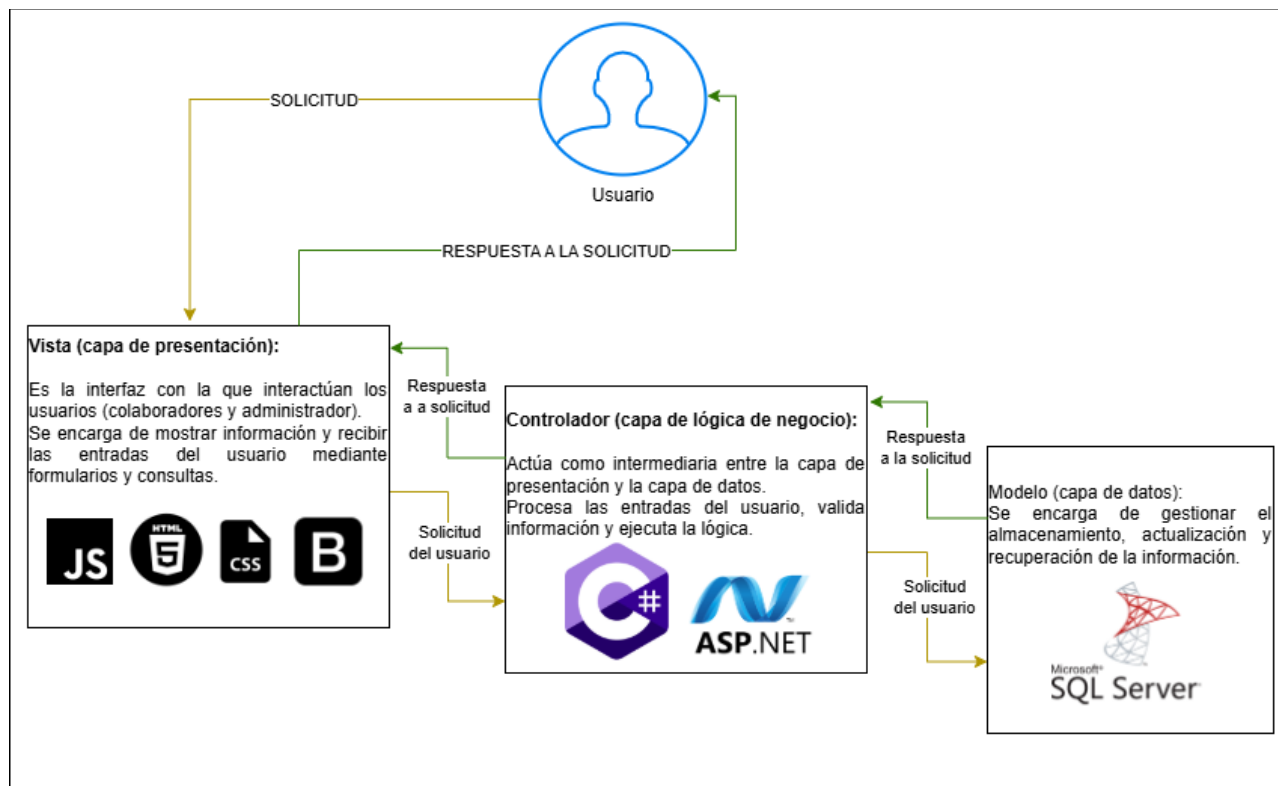 SOLICITUD
Usuario
RESPUESTA A LA SOLICITUD
Vista (capa de presentación):
Es la interfaz con la que interactúan los
usuarios (colaboradores y administrador).
Se encarga de mostrar información y recibir
las entradas del usuario mediante
formularios y consultas.
JS
HTML
5
CSS
B
Respuesta
a a solicitud
Solicitud
del usuario
Controlador (capa de lógica de negocio):
Actúa como intermediaria entre la capa de
presentación y la capa de datos.
Procesa las entradas del usuario, valida
información y ejecuta la lógica.
C#
ASP.NET
Respuesta
a la solicitud
Solicitud
del usuario
Modelo (capa de datos):
Se encarga de gestionar el
almacenamiento, actualización y
recuperación de la información.
Microsoft®
SQL Server